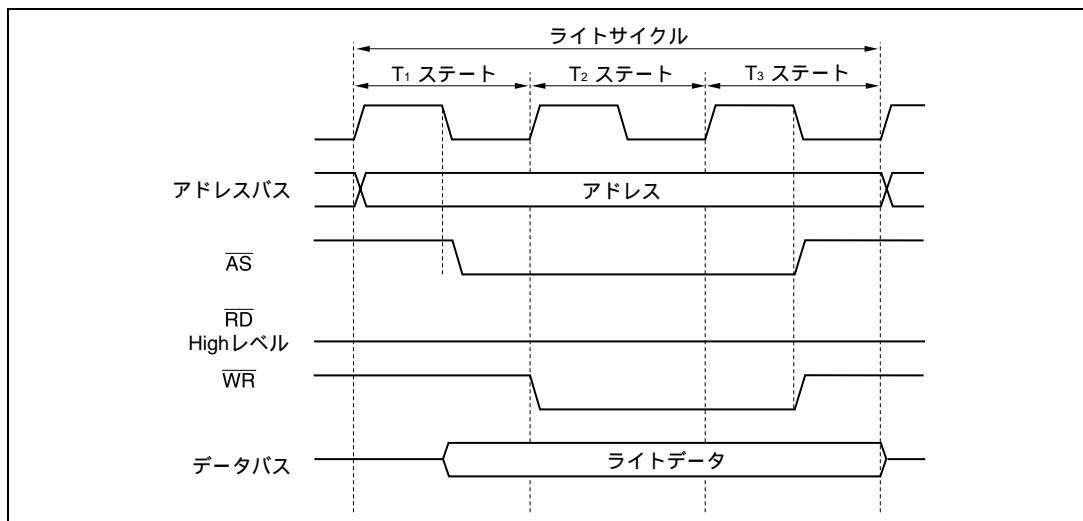 ライトサイクル
T₁ ステート T₂ ステート T₃ ステート
アドレスバス
アドレス
AS
RD
Highレベル
WR
データバス
ライトデータ